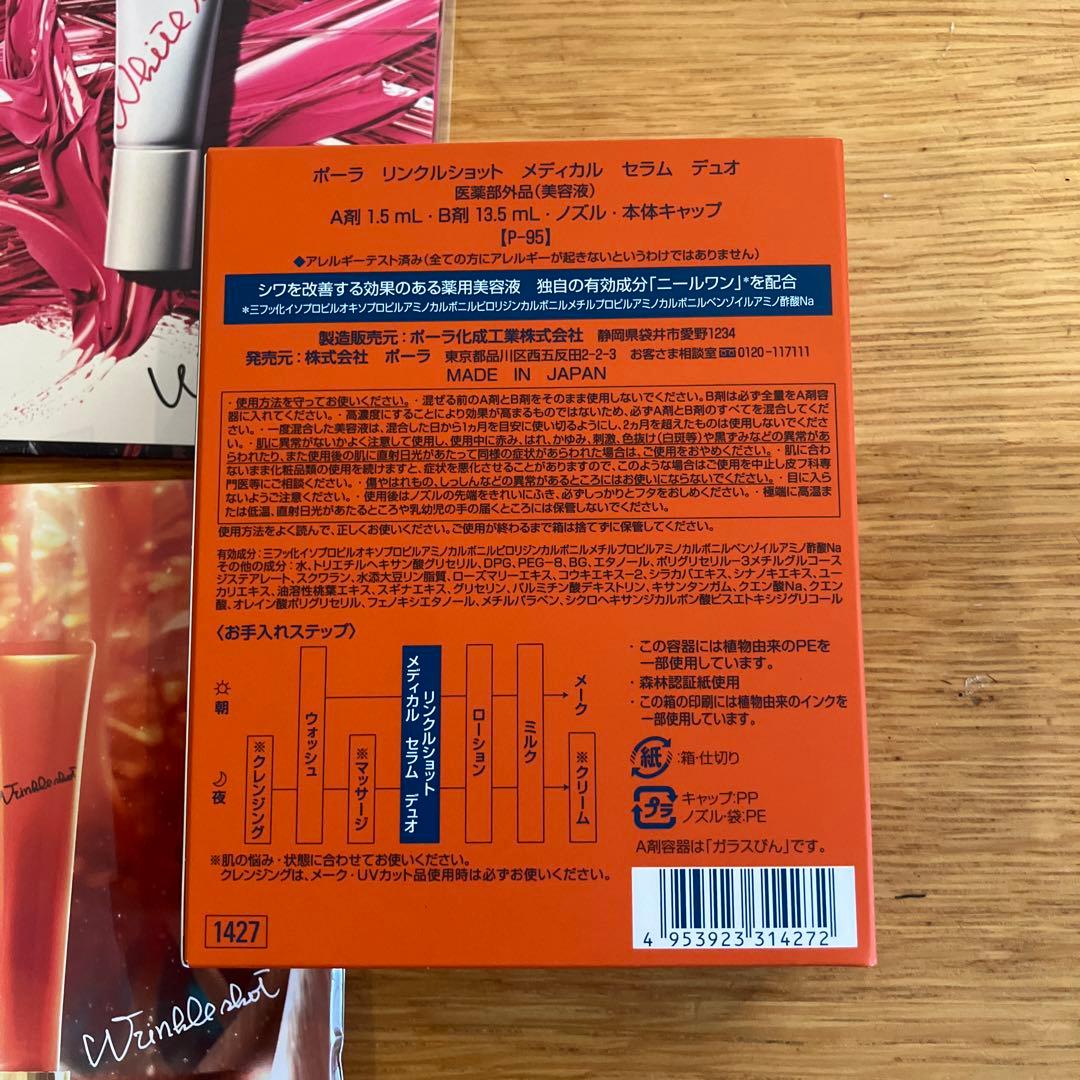 White s
ポーラ リンクルショット メディカル セラム デュオ
医薬部外品(美容液)
A剤 1.5 mL・B剤 13.5 mL・ノズル・本体キャップ
【P-95】
◆アレルギーテスト済み(全ての方にアレルギーが起きないというわけではありません)
シワを改善する効果のある薬用美容液 独自の有効成分「ニールワン」*を配合
*三フッ化イソプロピルオキソプロピルアミノカルボニルピロリジンカルボニルメチルプロピルアミノカルボニルベンゾイルアミノ酢酸Na
製造販売元:ポーラ化成工業株式会社 静岡県袋井市愛野1234
発売元:株式会社 ポーラ 東京都品川区西五反田2-2-3 お客さま相談室 0120-117111
MADE IN JAPAN
・使用方法を守ってお使いください。・混ぜる前のA剤とB剤をそのまま使用しないでください。B剤は必ず全量をA剤容
器に入れてください。・高濃度にすることにより効果が高まるものではないため、必ずA剤とB剤のすべてを混合してくだ
さい。・一度混合した美容液は、混合した日から1ヵ月を目安に使い切るようにし、2ヵ月を超えたものは使用しないでくださ
い。・肌に異常がないかよく注意して使用し、使用中に赤み、はれ、かゆみ、刺激、色抜け(白斑等)や黒ずみなどの異常があ
らわれたり、また使用後の肌に直射日光があたって同様の症状があらわれた場合は、ご使用をおやめください。・肌に合
わないまま化粧品類の使用を続けますと、症状を悪化させることがありますので、このような場合はご使用を中止し皮フ科専
門医等にご相談ください。・傷やはれもの、しっしんなどの異常があるところにはお使いにならないでください。・目に入ら
ないようご注意ください。・使用後はノズルの先端をきれいにふき、必ずしっかりとフタをおしめください。・極端に高温ま
たは低温、直射日光があたるところや乳幼児の手の届くところには保管しないでください。
使用方法をよく読んで、正しくお使いください。ご使用が終わるまで箱は捨てずに保管してください。
有効成分:三フッ化イソプロピルオキソプロピルアミノカルボニルピロリジンカルボニルメチルプロピルアミノカルボニルベンゾイルアミノ酢酸Na
その他の成分:水、トリエチルヘキサン酸グリセリル、DPG、PEG-8、BG、エタノール、ポリグリセリル-3メチルグルコー
スジステアレート、スクワラン、水添大豆リン脂質、ローズマリーエキス、コウキエキス-2、シラカバエキス、シナノキエキス、ユー
カリエキス、油溶性桃葉エキス、スギナエキス、グリセリン、パルミチン酸デキストリン、キサンタンガム、クエン酸Na、クエン
酸、オレイン酸ポリグリセリル、フェノキシエタノール、メチルパラベン、シクロヘキサンジカルボン酸ビスエトキシジグリコール
〈お手入れステップ〉
朝
夜
※クレンジング
ウォッシュ
※マッサージ
リンクルショット
メディカル セラム デュオ
ローション
ミルク
メーク
※クリーム
※肌の悩み・状態に合わせてお使いください。
クレンジングは、メーク・UVカット品使用時は必ずお使いください。
・この容器には植物由来のPEを
一部使用しています。
・森林認証紙使用
・この箱の印刷には植物由来のインクを
一部使用しています。
紙:箱・仕切り
プラ キャップ:PP
ノズル・袋:PE
A剤容器は「ガラスびん」です。
1427
4 953923 314272
Wrinkle shot
Wrinkle shot